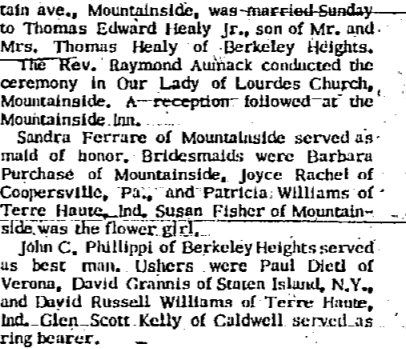 tain ave., Mountainside, was married Sunday
to Thomas Edward Healy Jr., son of Mr. and
Mrs. Thomas Healy of Berkeley Heights.
The Rev. Raymond Aumack conducted the
ceremony in Our Lady of Lourdes Church,
Mountainside. A reception followed at the
Mountainside Inn.
Sandra Ferrare of Mountainside served as
maid of honor. Bridesmaids were Barbara
Purchase of Mountainside, Joyce Rachel of
Coopersville, Pa., and Patricia Williams of
Terre Haute, Ind. Susan Fisher of Mountain-
side was the flower girl.
John C. Phillippi of Berkeley Heights served
as best man. Ushers were Paul Dietl of
Verona, David Grannis of Staten Island, N.Y.,
and David Russell Williams of Terre Haute,
Ind. Glen Scott Kelly of Caldwell served as
ring bearer.